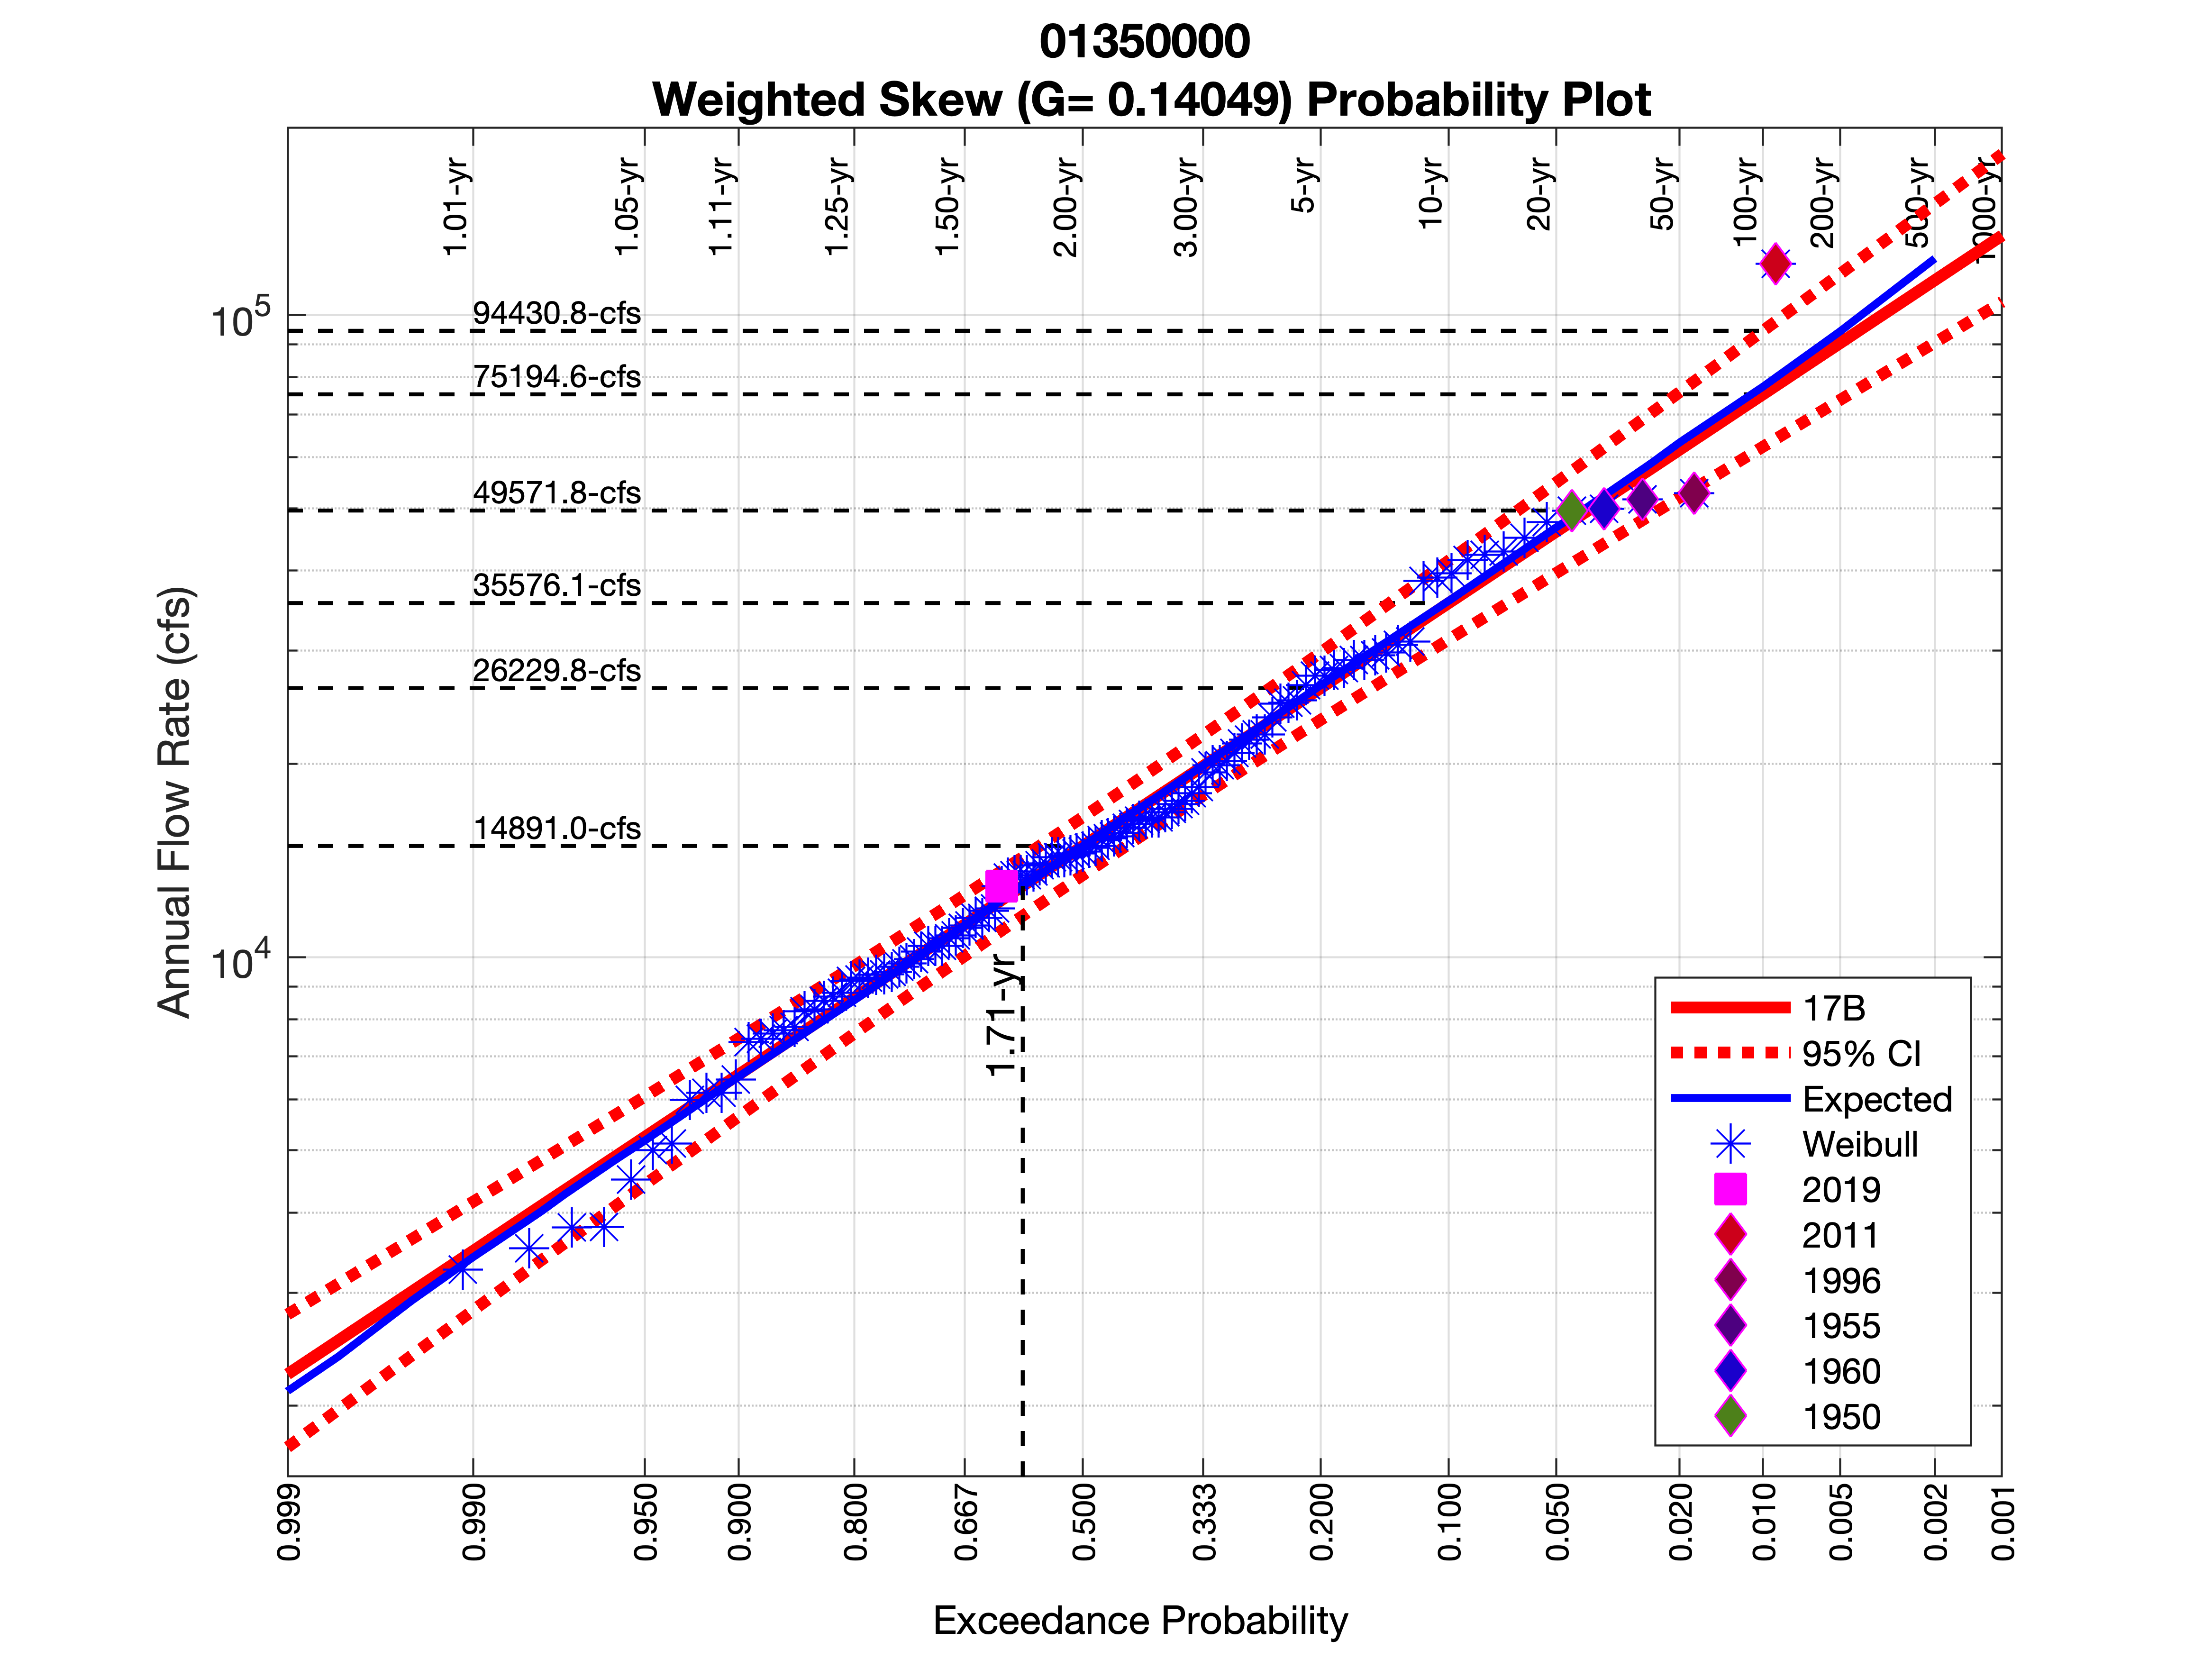 01350000
Weighted Skew (G= 0.14049) Probability Plot
1.01-yr
1.05-yr
1.11-yr
1.25-yr
1.50-yr
2.00-yr
3.00-yr
5-yr
10-yr
20-yr
50-yr
100-yr
200-yr
500-yr
1000-yr
10^5
94430.8-cfs
75194.6-cfs
49571.8-cfs
35576.1-cfs
26229.8-cfs
14891.0-cfs
10^4
Annual Flow Rate (cfs)
1.71-yr
17B
95% CI
Expected
Weibull
2019
2011
1996
1955
1960
1950
0.999
0.990
0.950
0.900
0.800
0.667
0.500
0.333
0.200
0.100
0.050
0.020
0.010
0.005
0.002
0.001
Exceedance Probability